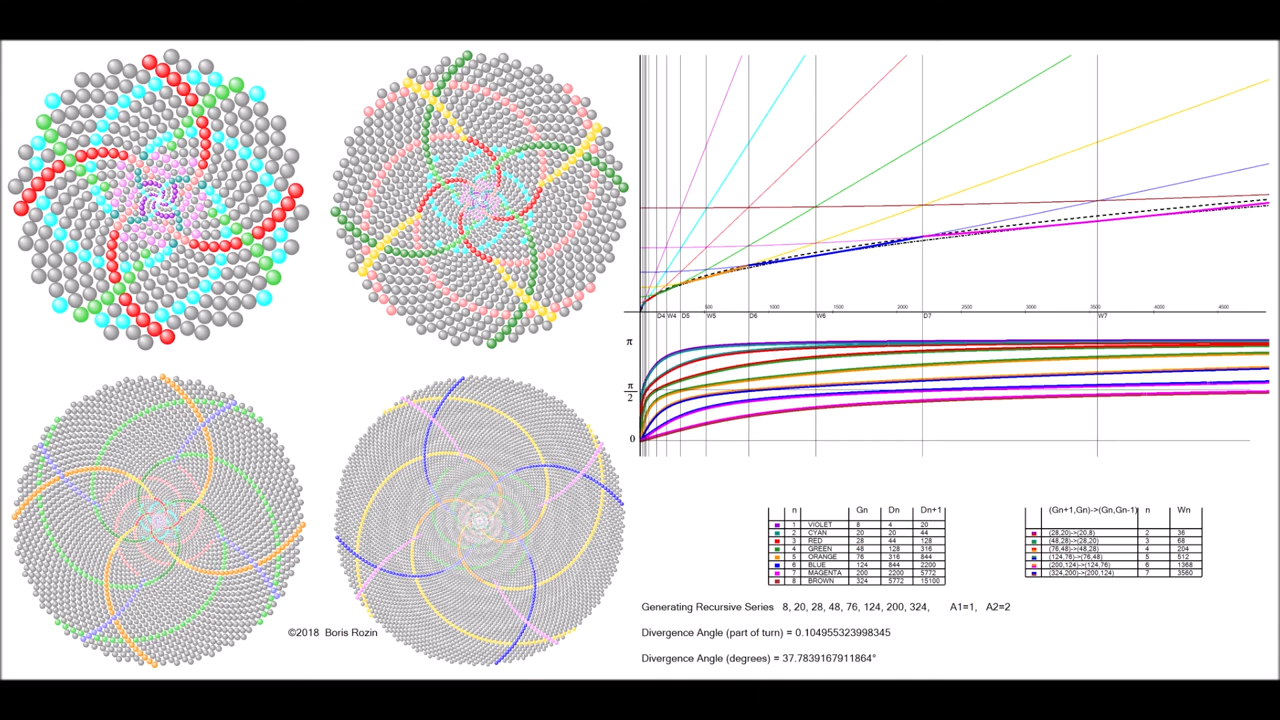 500 1000 1500 2000 2500 3000 3500 4000 4500
D4 W4 D5 W5 D6 W6 D7 W7
π
π
2
0
n Gn Dn Dn+1
1 VIOLET 8 4 20
2 CYAN 20 20 44
3 RED 28 44 128
4 GREEN 48 128 316
5 ORANGE 76 316 844
6 BLUE 124 844 2200
7 MAGENTA 200 2200 5772
8 BROWN 324 5772 15100
(Gn+1,Gn)->(Gn,Gn-1) n Wn
(28,20)->(20,8) 2 36
(48,28)->(28,20) 3 68
(76,48)->(48,28) 4 204
(124,76)->(76,48) 5 512
(200,124)->(124,76) 6 1368
(324,200)->(200,124) 7 3560
Generating Recursive Series 8, 20, 28, 48, 76, 124, 200, 324, A1=1, A2=2
©2018 Boris Rozin
Divergence Angle (part of turn) = 0.104955323998345
Divergence Angle (degrees) = 37.7839167911864°